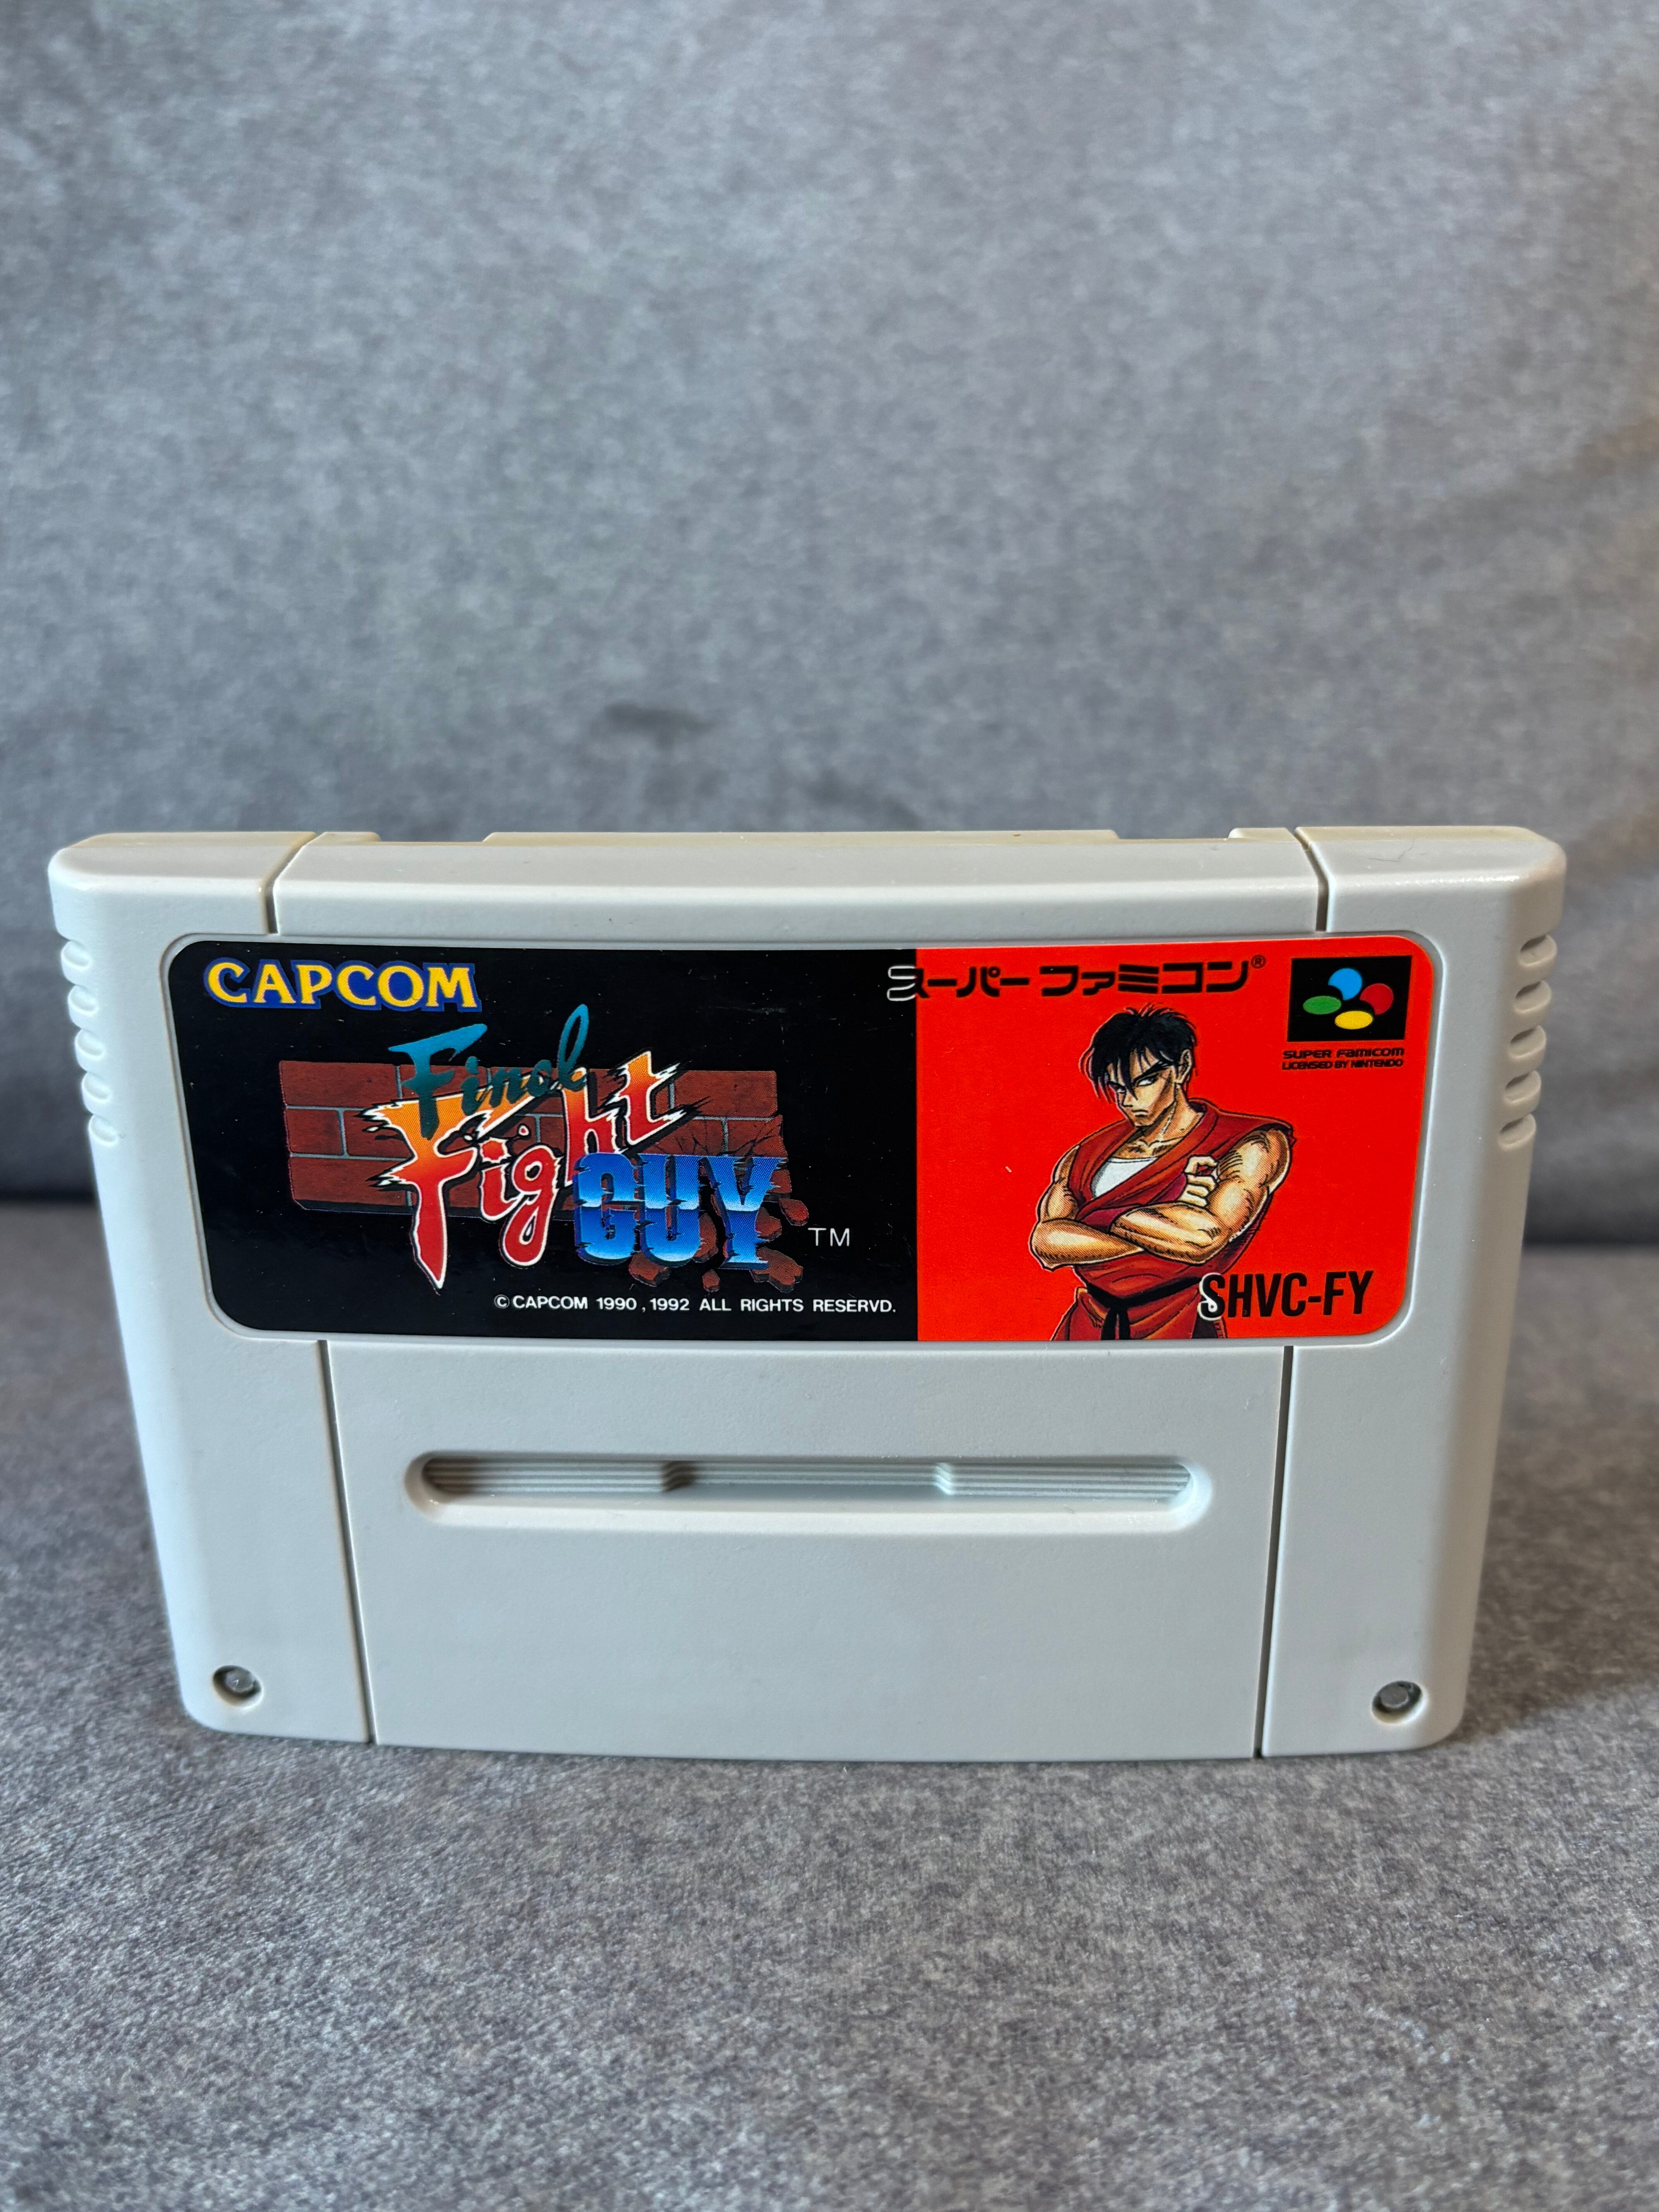 CAPCOM
Final
Fight
GUY
TM
©CAPCOM 1990, 1992 ALL RIGHTS RESERVD.
スーパーファミコン®
SUPER FAMICOM
LICENSED BY NINTENDO
SHVC-FY